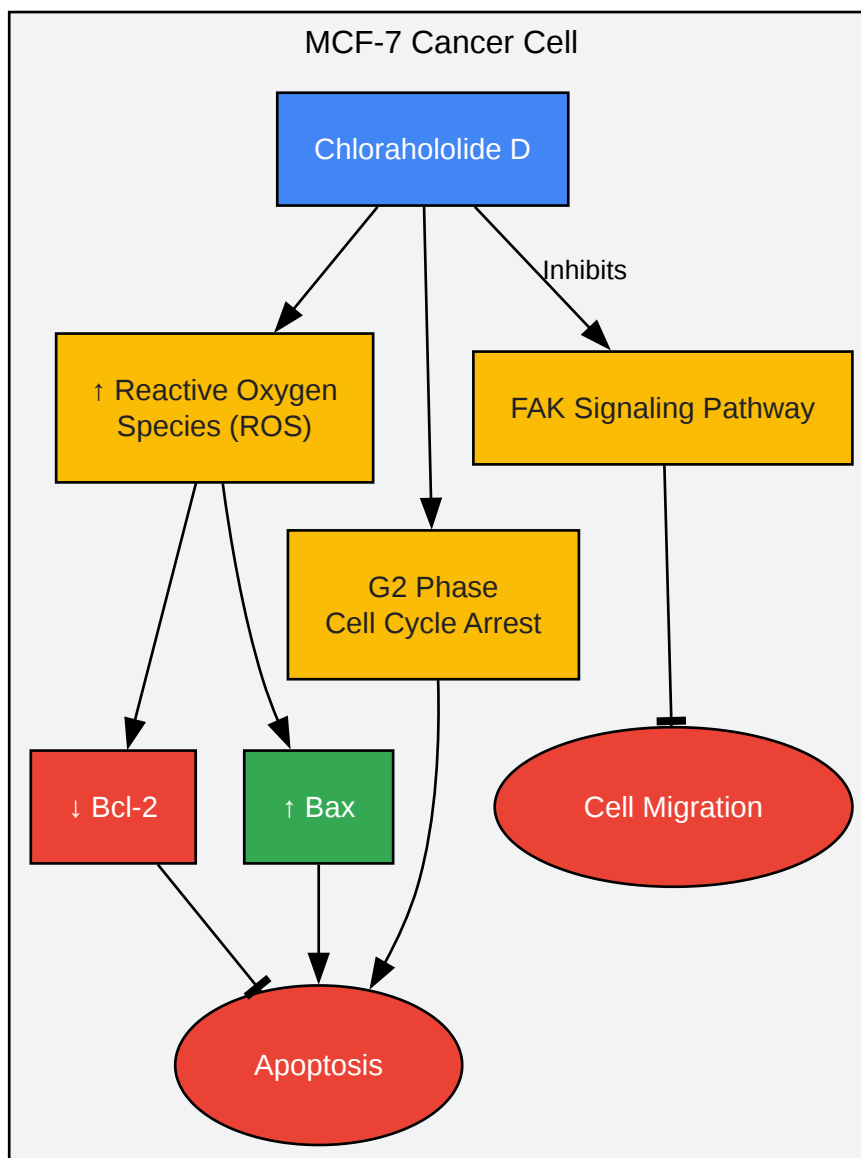 MCF-7 Cancer Cell
Chlorahololide D
Inhibits
↑ Reactive Oxygen
Species (ROS)
FAK Signaling Pathway
G2 Phase
Cell Cycle Arrest
↓ Bcl-2
↑ Bax
Cell Migration
Apoptosis